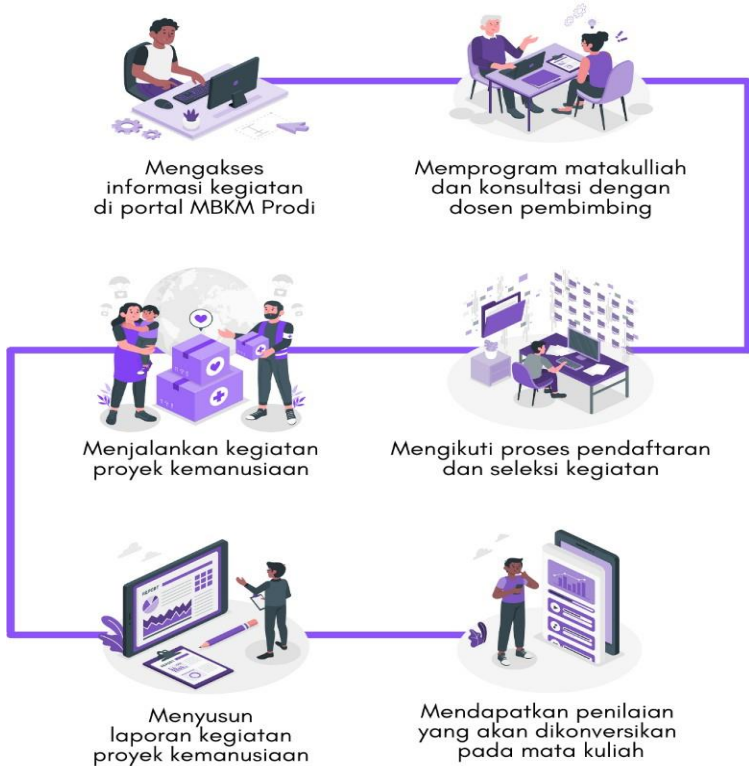 Mengakses
informasi kegiatan
di portal MBKM Prodi
Memprogram matakulliah
dan konsultasi dengan
dosen pembimbing
Mengikuti proses pendaftaran
dan seleksi kegiatan
Menjalankan kegiatan
proyek kemanusiaan
REPORT
Menyusun
laporan kegiatan
proyek kemanusiaan
Mendapatkan penilaian
yang akan dikonversikan
pada mata kuliah